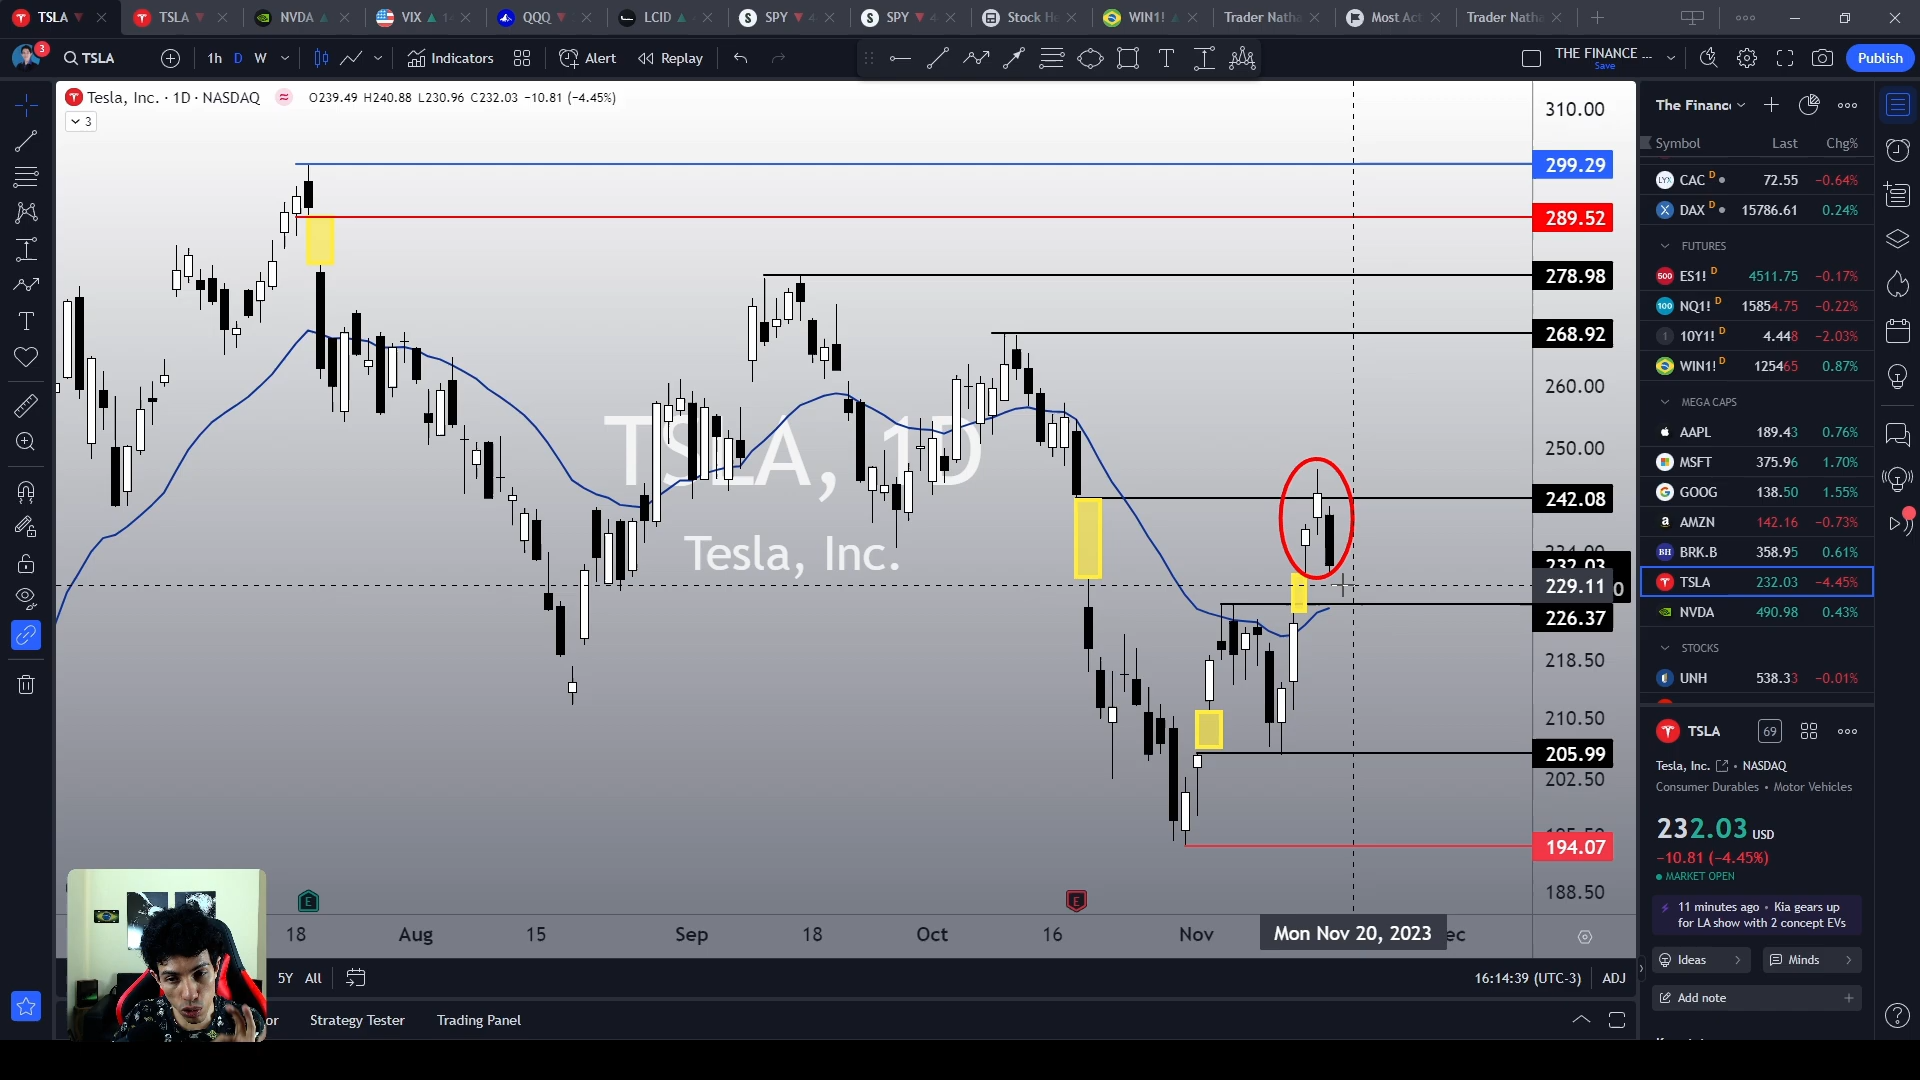 TSLA
TSLA
NVDA
VIX
QQQ
LCID
SPY
SPY
Stock He
WIN1!
Trader Nath
Most Act
Trader Nath
3
TSLA
1h D W
Indicators
Alert
Replay
THE FINANCE ...
Save
Publish
Tesla, Inc. · 1D · NASDAQ
O239.49 H240.88 L230.96 C232.03 −10.81 (−4.45%)
3
310.00
299.29
289.52
278.98
268.92
260.00
250.00
242.08
234.00
232.03
229.11
226.37
218.50
210.50
205.99
202.50
194.07
188.50
TSLA, 1D
Tesla, Inc.
E
E
18
Aug
15
Sep
18
Oct
16
Nov
Mon Nov 20, 2023
5Y All
16:14:39 (UTC-3)
ADJ
Strategy Tester
Trading Panel
The Financ
Symbol Last Chg%
CAC D 72.55 −0.64%
DAX D 15786.61 0.24%
FUTURES
500 ES1! D 4511.75 −0.17%
100 NQ1! D 15854.75 −0.22%
10Y1! D 4.448 −2.03%
WIN1! D 125465 0.87%
MEGA CAPS
AAPL 189.43 0.76%
MSFT 375.96 1.70%
GOOG 138.50 1.55%
AMZN 142.16 −0.73%
BH BRK.B 358.95 0.61%
TSLA 232.03 −4.45%
NVDA 490.98 0.43%
STOCKS
UNH 538.33 −0.01%
TSLA
69
Tesla, Inc. • NASDAQ
Consumer Durables • Motor Vehicles
232.03 USD
−10.81 (−4.45%)
MARKET OPEN
11 minutes ago • Kia gears up
for LA show with 2 concept EVs
Ideas
Minds
Add note